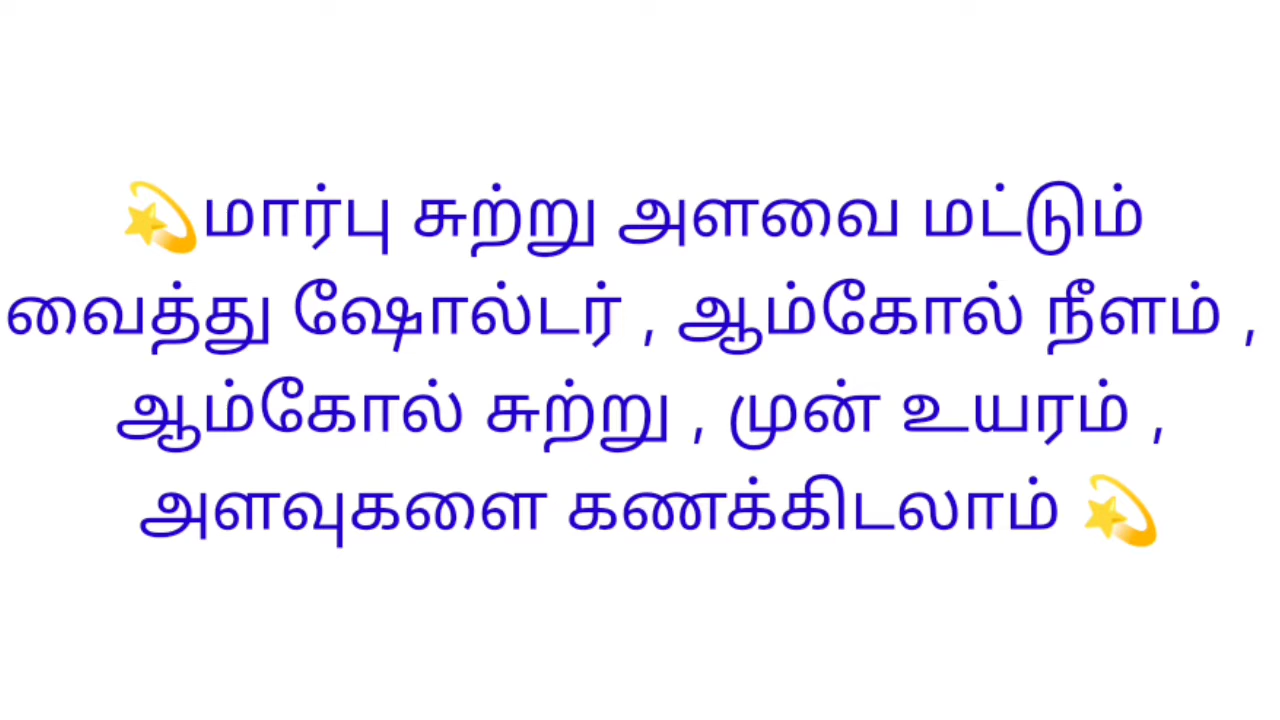 💫மார்பு சுற்று அளவை மட்டும்
வைத்து ஷோல்டர் , ஆம்கோல் நீளம் ,
ஆம்கோல் சுற்று , முன் உயரம் ,
அளவுகளை கணக்கிடலாம் 💫